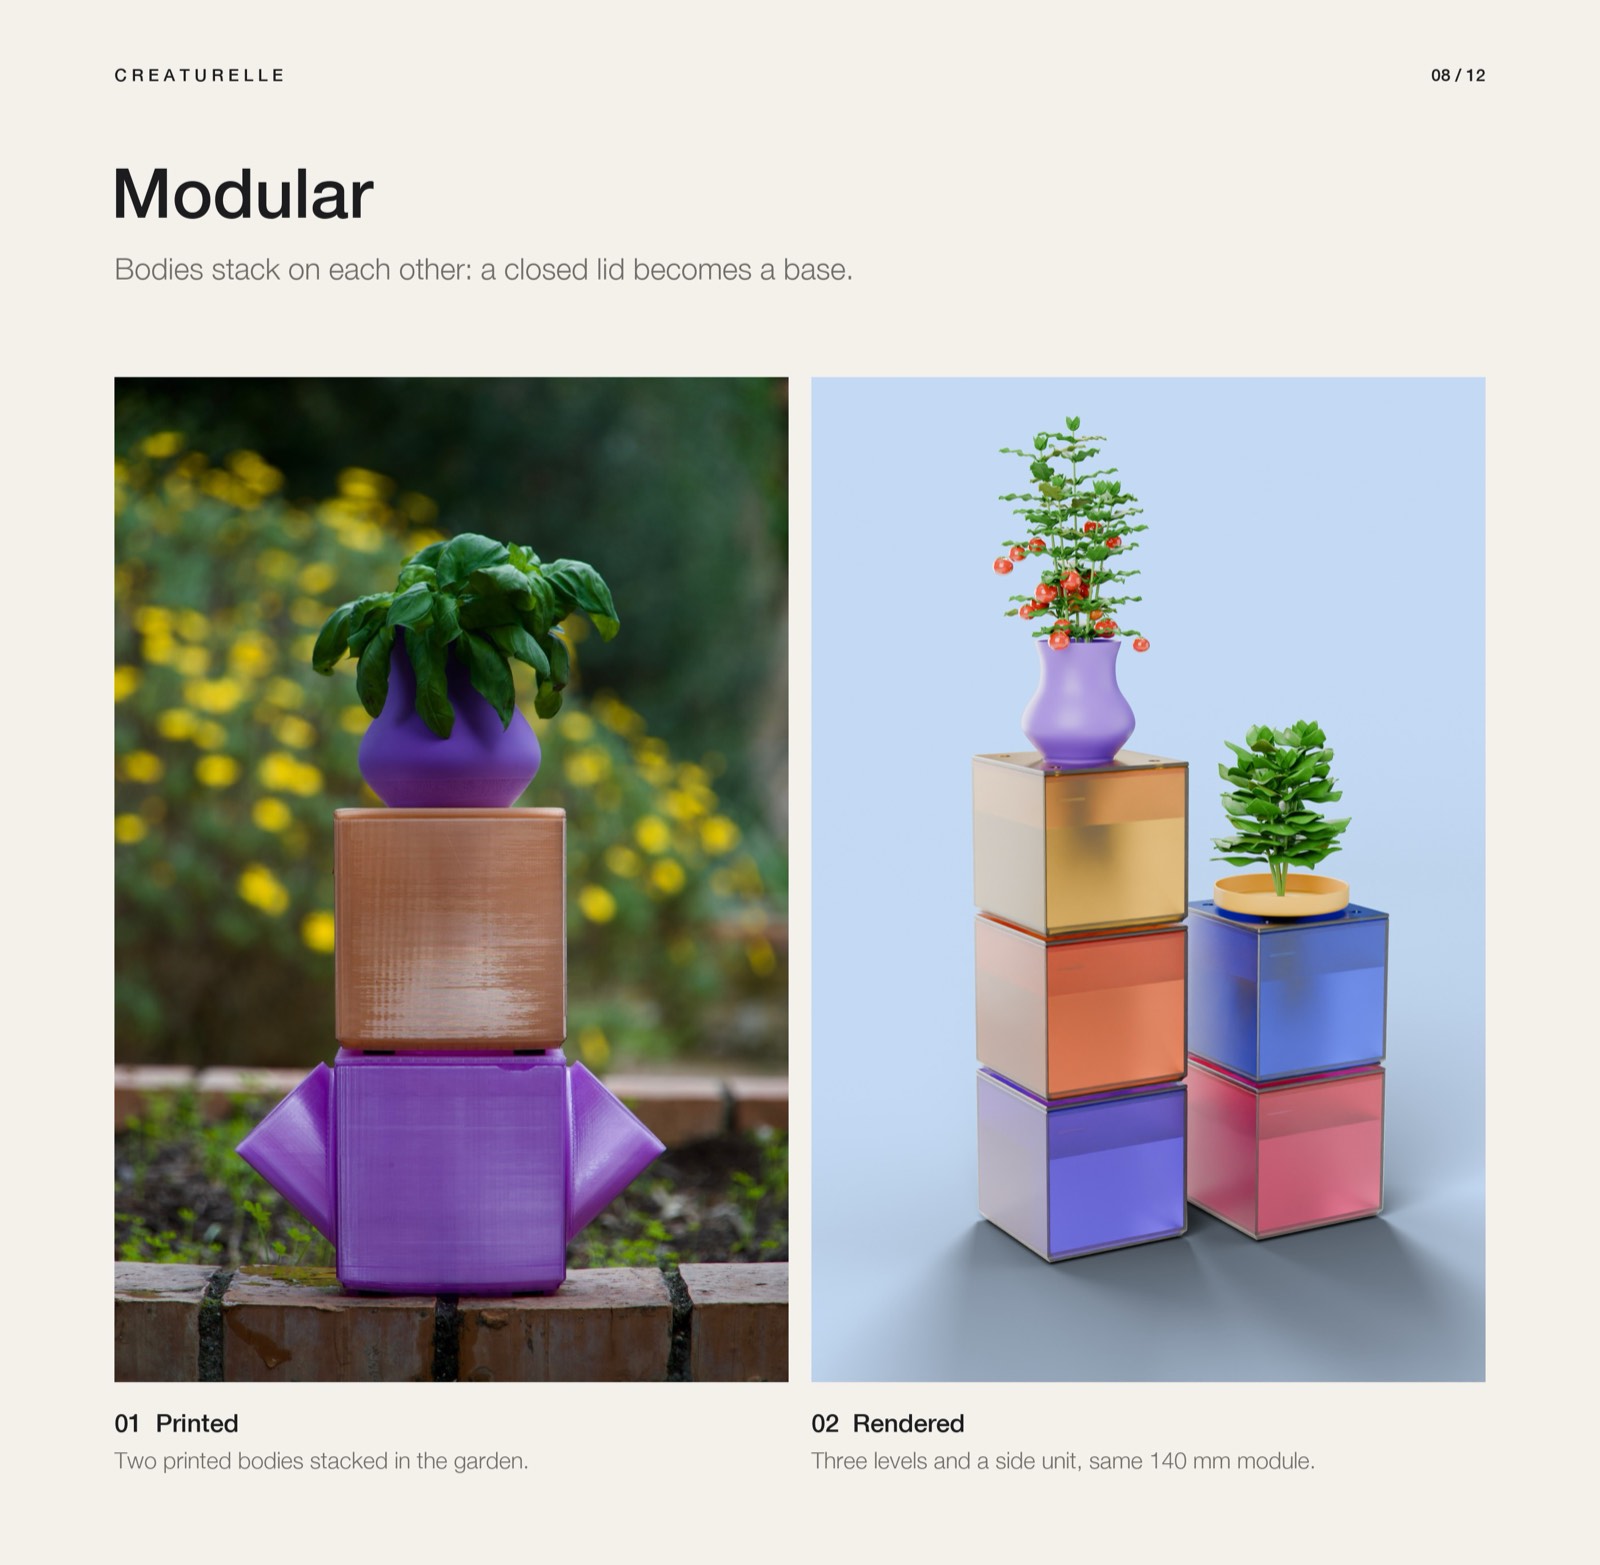 CREATURELLE
08 / 12
Modular
Bodies stack on each other: a closed lid becomes a base.
01 Printed
Two printed bodies stacked in the garden.
02 Rendered
Three levels and a side unit, same 140 mm module.